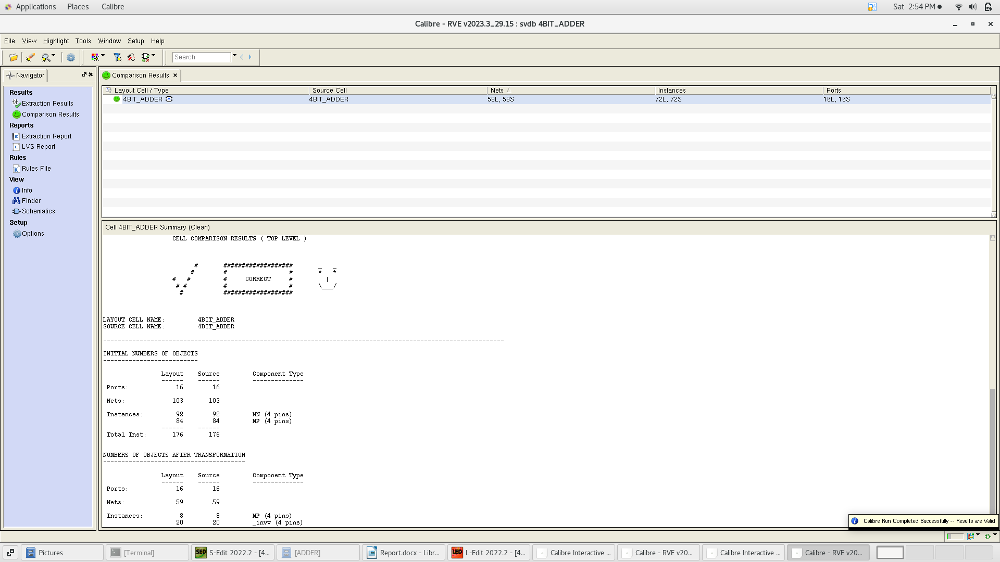 Applications Places Calibre Sat 2:54 PM
Calibre - RVE v2023.3_29.15 : svdb 4BIT_ADDER
File View Highlight Tools Window Setup Help
Search
Navigator
Results
Extraction Results
Comparison Results
Reports
Extraction Report
LVS Report
Rules
Rules File
View
Info
Finder
Schematics
Setup
Options
Comparison Results
Layout Cell / Type Source Cell Nets Instances Ports
4BIT_ADDER 4BIT_ADDER 59L, 59S 72L, 72S 16L, 16S
Cell 4BIT_ADDER Summary (Clean)
CELL COMPARISON RESULTS ( TOP LEVEL )
# ################### _ _
# # # * *
# # # CORRECT # |
# # # # \___/
# ###################
LAYOUT CELL NAME: 4BIT_ADDER
SOURCE CELL NAME: 4BIT_ADDER
--------------------------------------------------------------------------------------------------------------
INITIAL NUMBERS OF OBJECTS
--------------------------
Layout Source Component Type
------ ------ --------------
Ports: 16 16
Nets: 103 103
Instances: 92 92 MN (4 pins)
84 84 MP (4 pins)
------ ------
Total Inst: 176 176
NUMBERS OF OBJECTS AFTER TRANSFORMATION
---------------------------------------
Layout Source Component Type
------ ------ --------------
Ports: 16 16
Nets: 59 59
Instances: 8 8 MP (4 pins)
20 20 _invv (4 pins)
Calibre Run Completed Successfully -- Results are Valid
Pictures [Terminal] S-Edit 2022.2 - [4... [ADDER] Report.docx - Libr... L-Edit 2022.2 - [4... Calibre Interactive ... Calibre - RVE v20... Calibre Interactive ... Calibre - RVE v20...